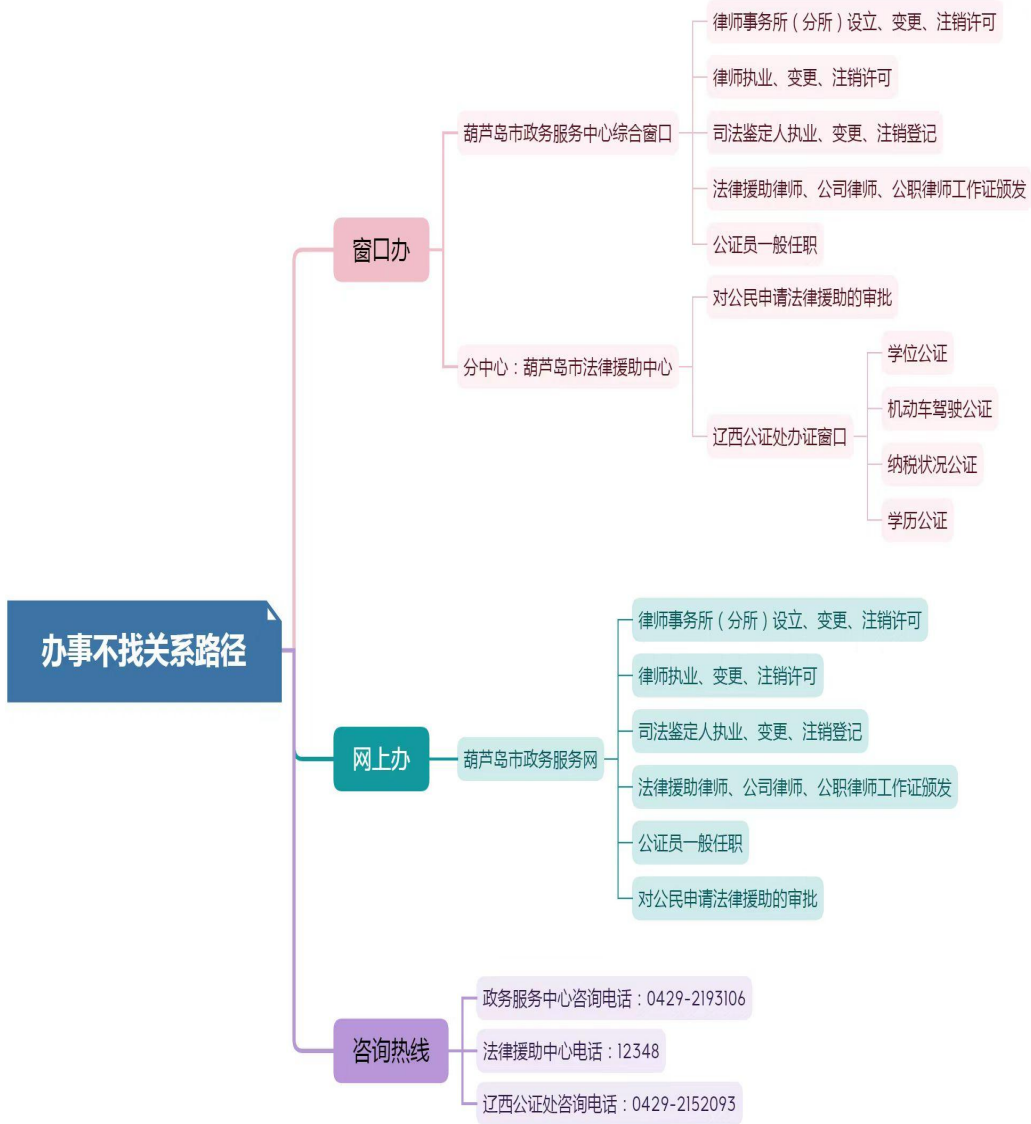 办事不找关系路径
窗口办
葫芦岛市政务服务中心综合窗口
律师事务所（分所）设立、变更、注销许可
律师执业、变更、注销许可
司法鉴定人执业、变更、注销登记
法律援助律师、公司律师、公职律师工作证颁发
公证员一般任职
分中心：葫芦岛市法律援助中心
对公民申请法律援助的审批
辽西公证处办证窗口
学位公证
机动车驾驶公证
纳税状况公证
学历公证
网上办
葫芦岛市政务服务网
律师事务所（分所）设立、变更、注销许可
律师执业、变更、注销许可
司法鉴定人执业、变更、注销登记
法律援助律师、公司律师、公职律师工作证颁发
公证员一般任职
对公民申请法律援助的审批
咨询热线
政务服务中心咨询电话：0429-2193106
法律援助中心电话：12348
辽西公证处咨询电话：0429-2152093